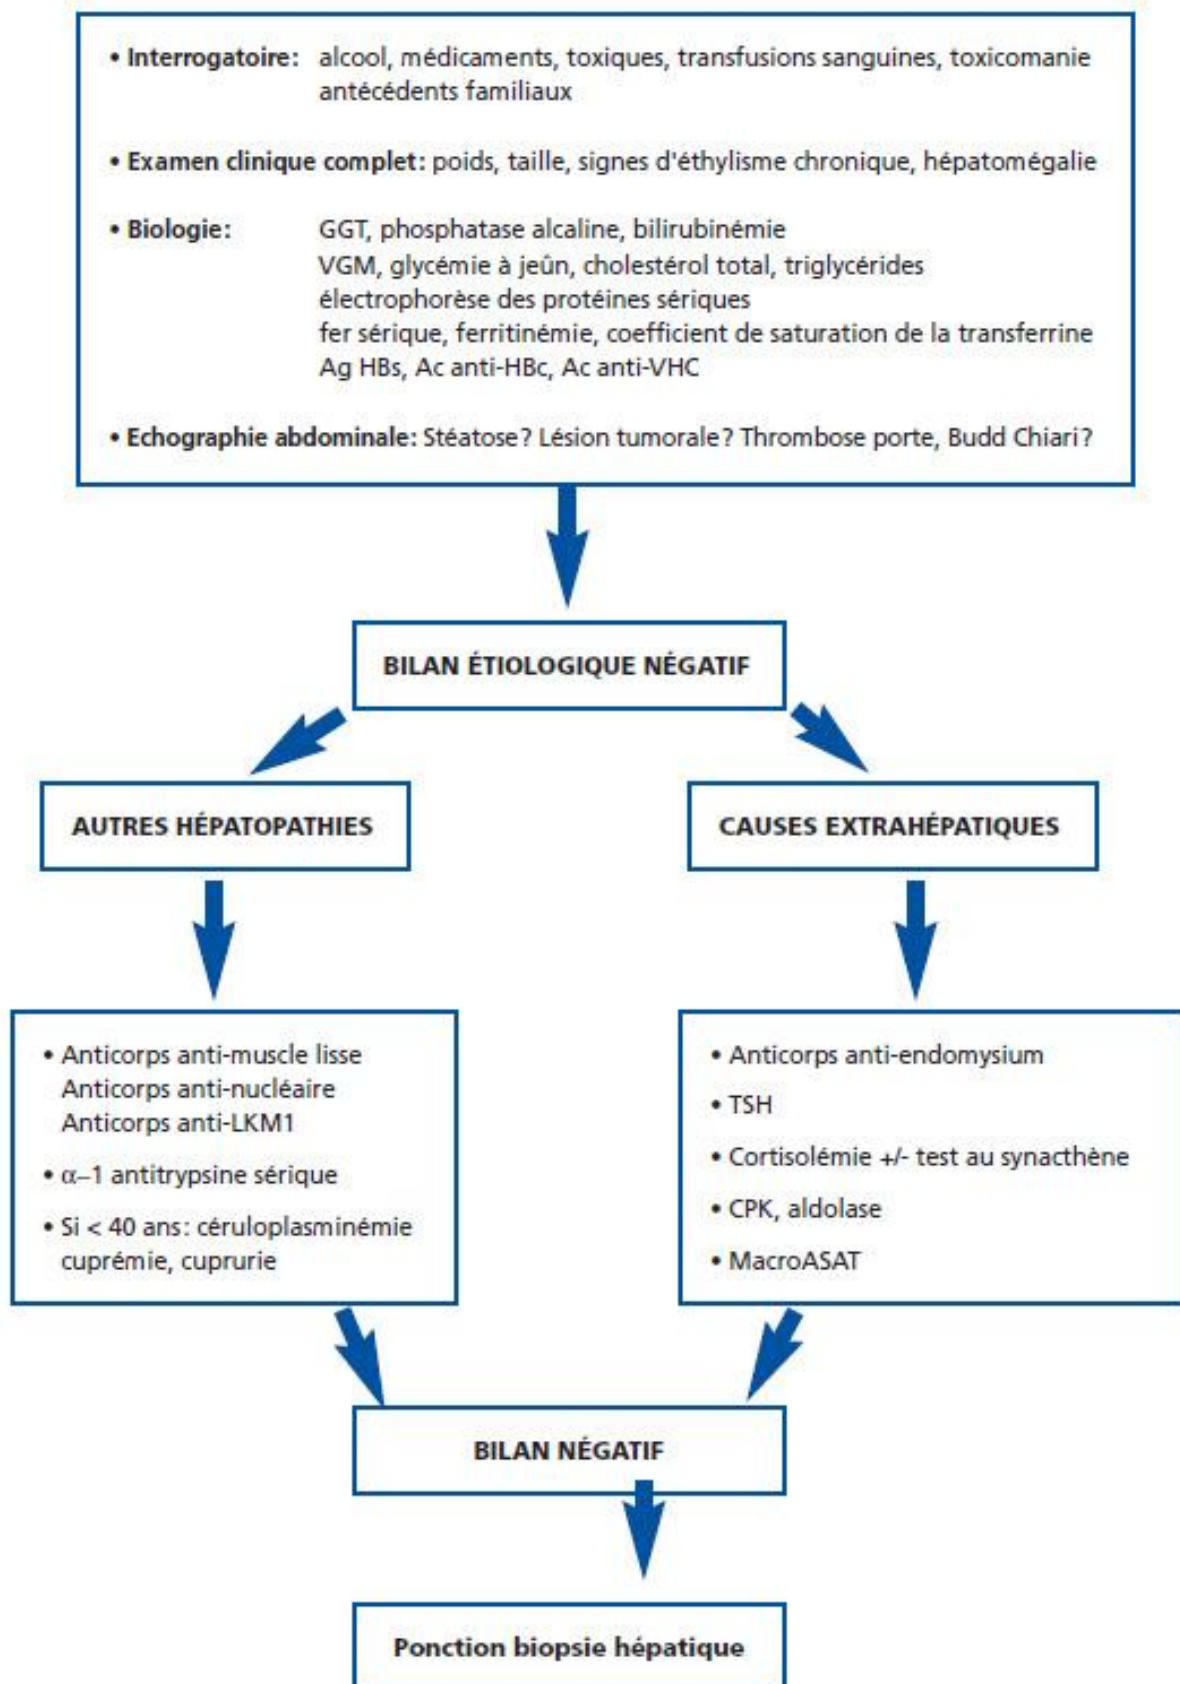 • Interrogatoire: alcool, médicaments, toxiques, transfusions sanguines, toxicomanie
antécédents familiaux
• Examen clinique complet: poids, taille, signes d'éthylisme chronique, hépatomégalie
• Biologie: GGT, phosphatase alcaline, bilirubinémie
VGM, glycémie à jeûn, cholestérol total, triglycérides
électrophorèse des protéines sériques
fer sérique, ferritinémie, coefficient de saturation de la transferrine
Ag HBs, Ac anti-HBc, Ac anti-VHC
• Echographie abdominale: Stéatose? Lésion tumorale? Thrombose porte, Budd Chiari?
BILAN ÉTIOLOGIQUE NÉGATIF
AUTRES HÉPATOPATHIES
CAUSES EXTRAHÉPATIQUES
• Anticorps anti-muscle lisse
Anticorps anti-nucléaire
Anticorps anti-LKM1
• α–1 antitrypsine sérique
• Si < 40 ans: céruloplasminémie
cuprémie, cuprurie
• Anticorps anti-endomysium
• TSH
• Cortisolémie +/- test au synacthène
• CPK, aldolase
• MacroASAT
BILAN NÉGATIF
Ponction biopsie hépatique